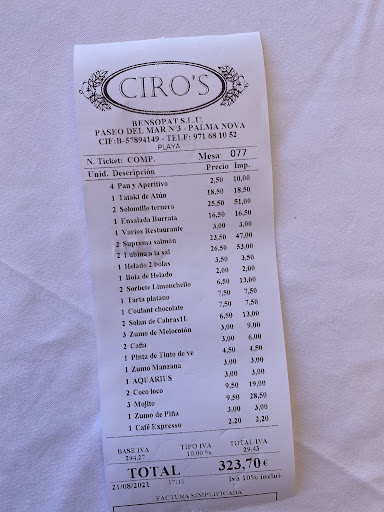 CIRO'S
BENSOPAT S.L.U.
PASEO DEL MAR Nº3 - PALMA NOVA
CIF:B-57894149 - TELF: 971 68 10 52
PLAYA
N. Ticket: COMP. Mesa: 077
Unid. Descripción Precio Imp.
4 Pan y Aperitivo 2,50 10,00
1 Tataki de Atún 18,50 18,50
2 Solomillo ternera 25,50 51,00
1 Ensalada Burrata 16,50 16,50
1 Varios Restaurante 3,00 3,00
2 Suprema salmón 23,50 47,00
2 Lubina a la sal 26,50 53,00
1 Helado 2 bolas 3,50 3,50
1 Bola de Helado 2,00 2,00
2 Sorbete Limonchello 6,50 13,00
1 Tarta platano 7,50 7,50
1 Coulant chocolate 7,50 7,50
2 Solan de Cabras1L 6,50 13,00
3 Zumo de Melocotón 3,00 9,00
2 Caña 3,00 6,00
1 Pinta de Tinto de ve 4,50 4,50
1 Zumo Manzana 3,00 3,00
1 AQUARIUS 3,00 3,00
2 Coco loco 9,50 19,00
3 Mojito 9,50 28,50
1 Zumo de Piña 3,00 3,00
1 Café Expresso 2,20 2,20
BASE IVA TIPO IVA TOTAL IVA
294,27 10,00 % 29,43
TOTAL 323,70 €
21/08/2021 17:11 Iva 10% inclui
FACTURA SIMPLIFICADA